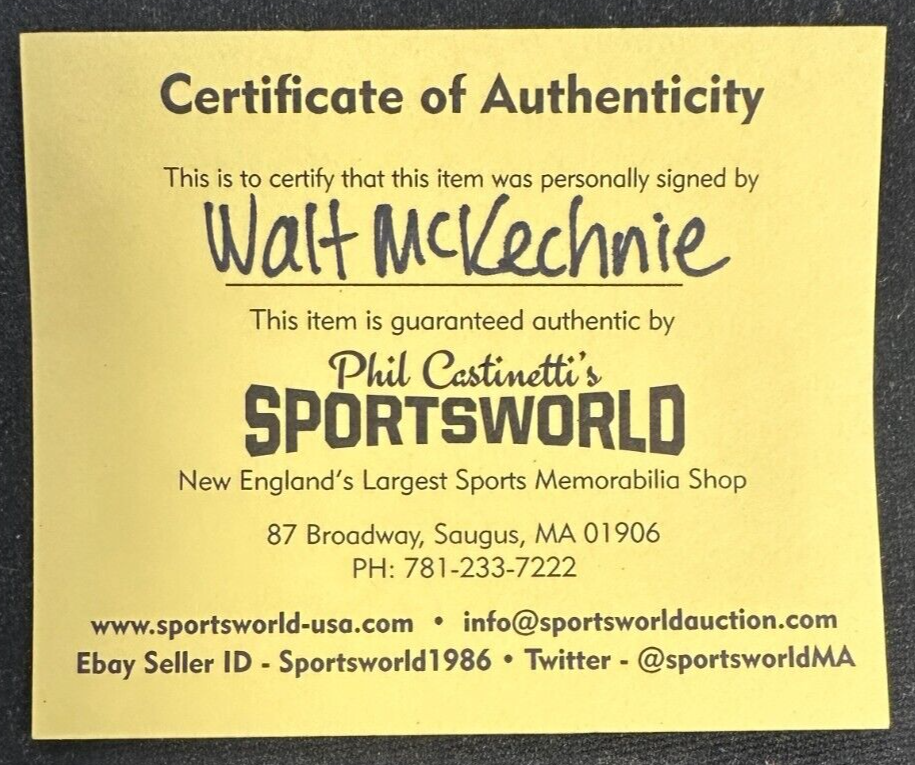 Certificate of Authenticity
This is to certify that this item was personally signed by
Walt McKechnie
This item is guaranteed authentic by
Phil Castinetti's
SPORTSWORLD
New England's Largest Sports Memorabilia Shop
87 Broadway, Saugus, MA 01906
PH: 781-233-7222
www.sportsworld-usa.com • info@sportsworldauction.com
Ebay Seller ID - Sportsworld1986 • Twitter - @sportsworldMA